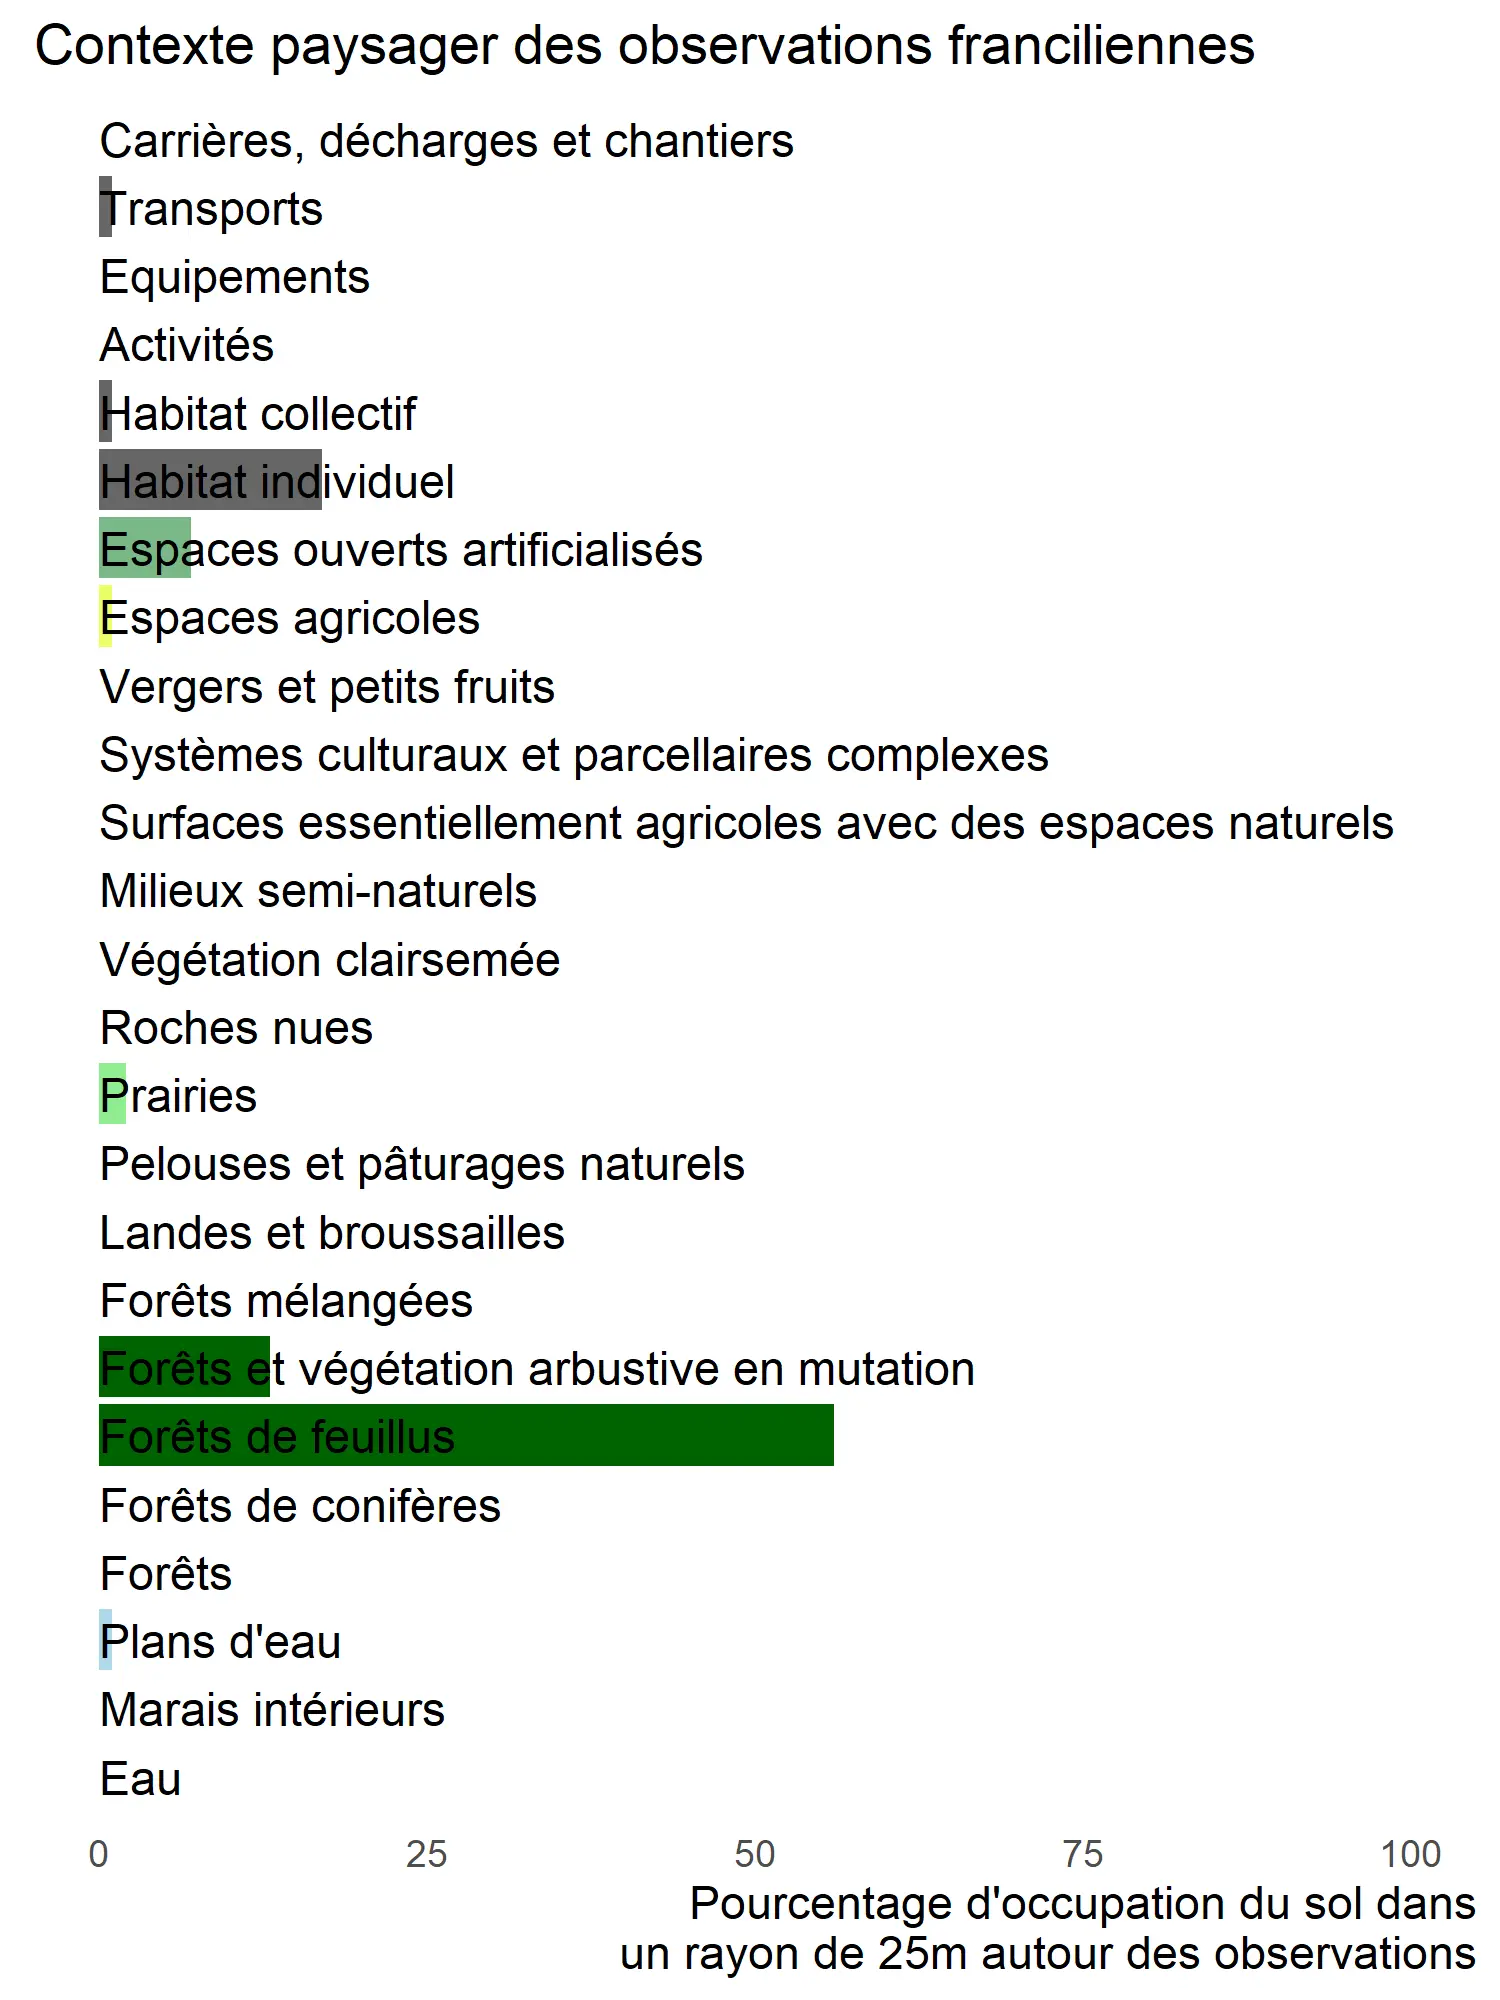 Contexte paysager des observations franciliennes
Carrières, décharges et chantiers
Transports
Equipements
Activités
Habitat collectif
Habitat individuel
Espaces ouverts artificialisés
Espaces agricoles
Vergers et petits fruits
Systèmes culturaux et parcellaires complexes
Surfaces essentiellement agricoles avec des espaces naturels
Milieux semi-naturels
Végétation clairsemée
Roches nues
Prairies
Pelouses et pâturages naturels
Landes et broussailles
Forêts mélangées
Forêts et végétation arbustive en mutation
Forêts de feuillus
Forêts de conifères
Forêts
Plans d'eau
Marais intérieurs
Eau
0 25 50 75 100
Pourcentage d'occupation du sol dans
un rayon de 25m autour des observations